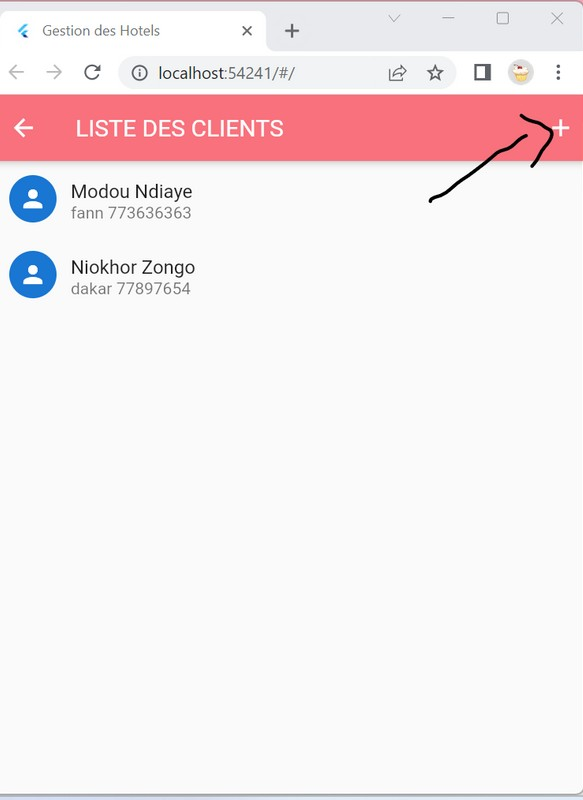 Gestion des Hotels
localhost:54241/#/
LISTE DES CLIENTS
Modou Ndiaye
fann 773636363
Niokhor Zongo
dakar 77897654